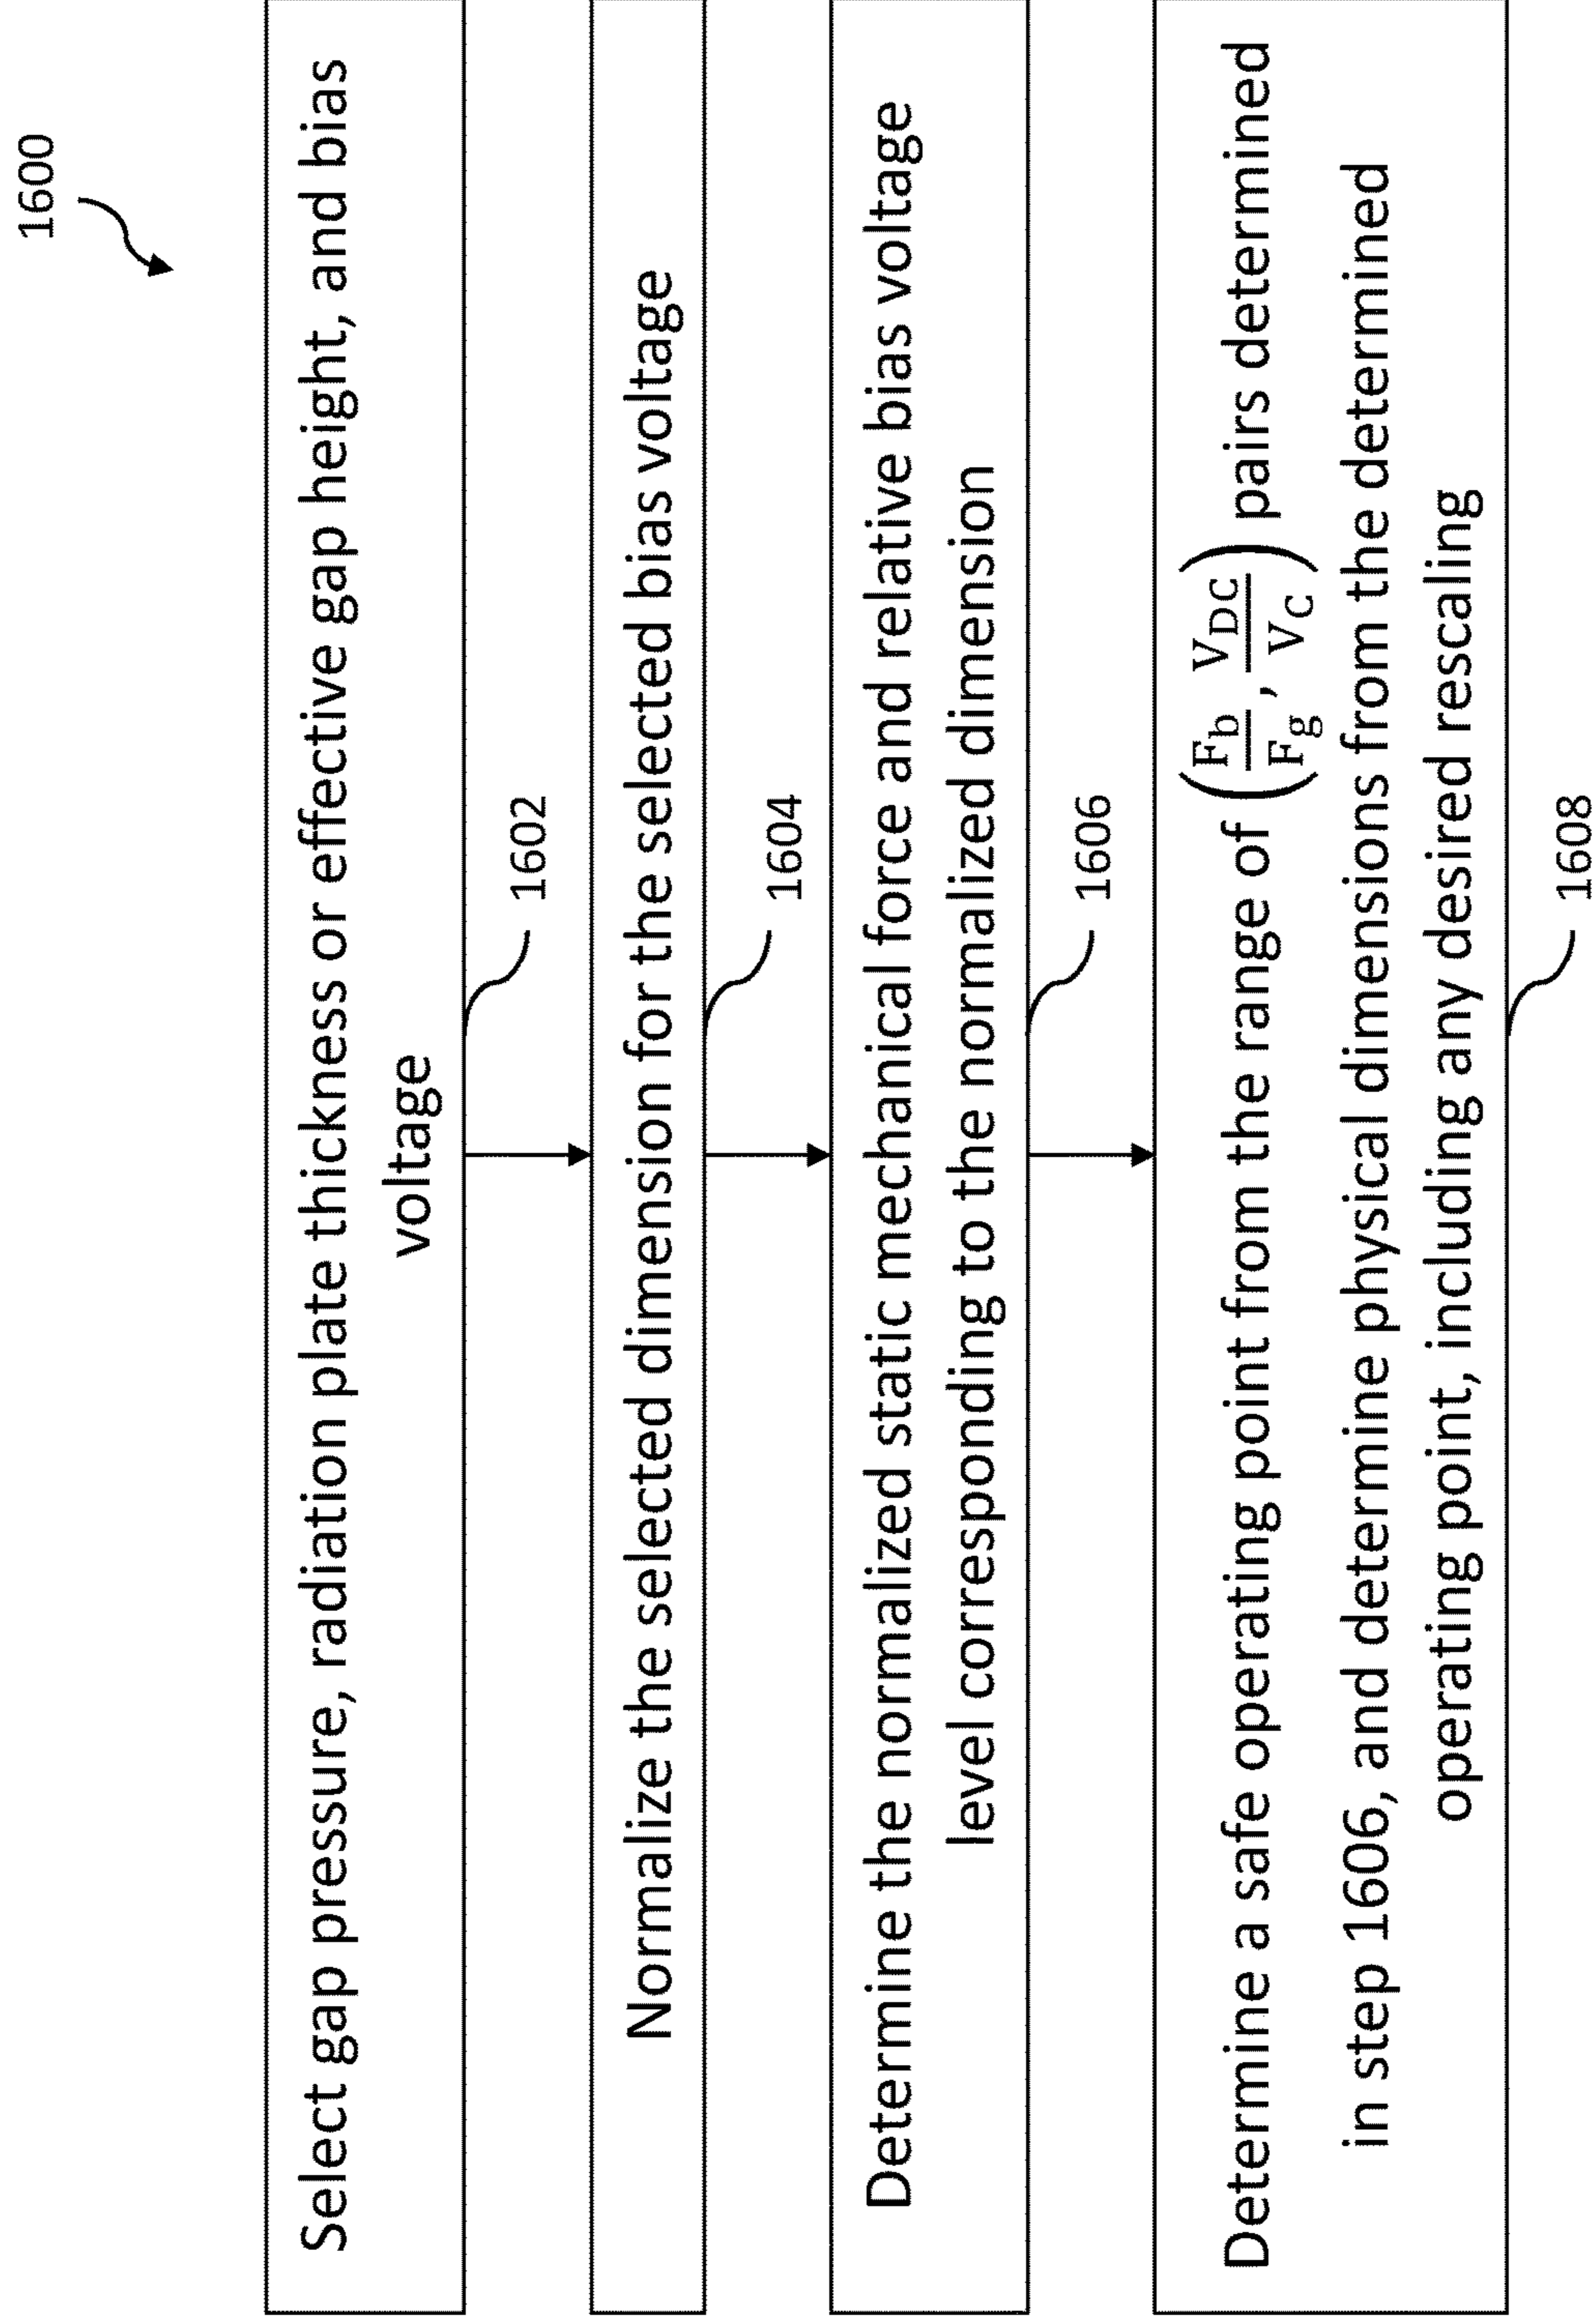 1600
Select gap pressure, radiation plate thickness or effective gap height, and bias
voltage
1602
Normalize the selected dimension for the selected bias voltage
1604
Determine the normalized static mechanical force and relative bias voltage
level corresponding to the normalized dimension
1606
Determine a safe operating point from the range of (F_b/F_g, V_DC/V_C) pairs determined
in step 1606, and determine physical dimensions from the determined
operating point, including any desired rescaling
1608